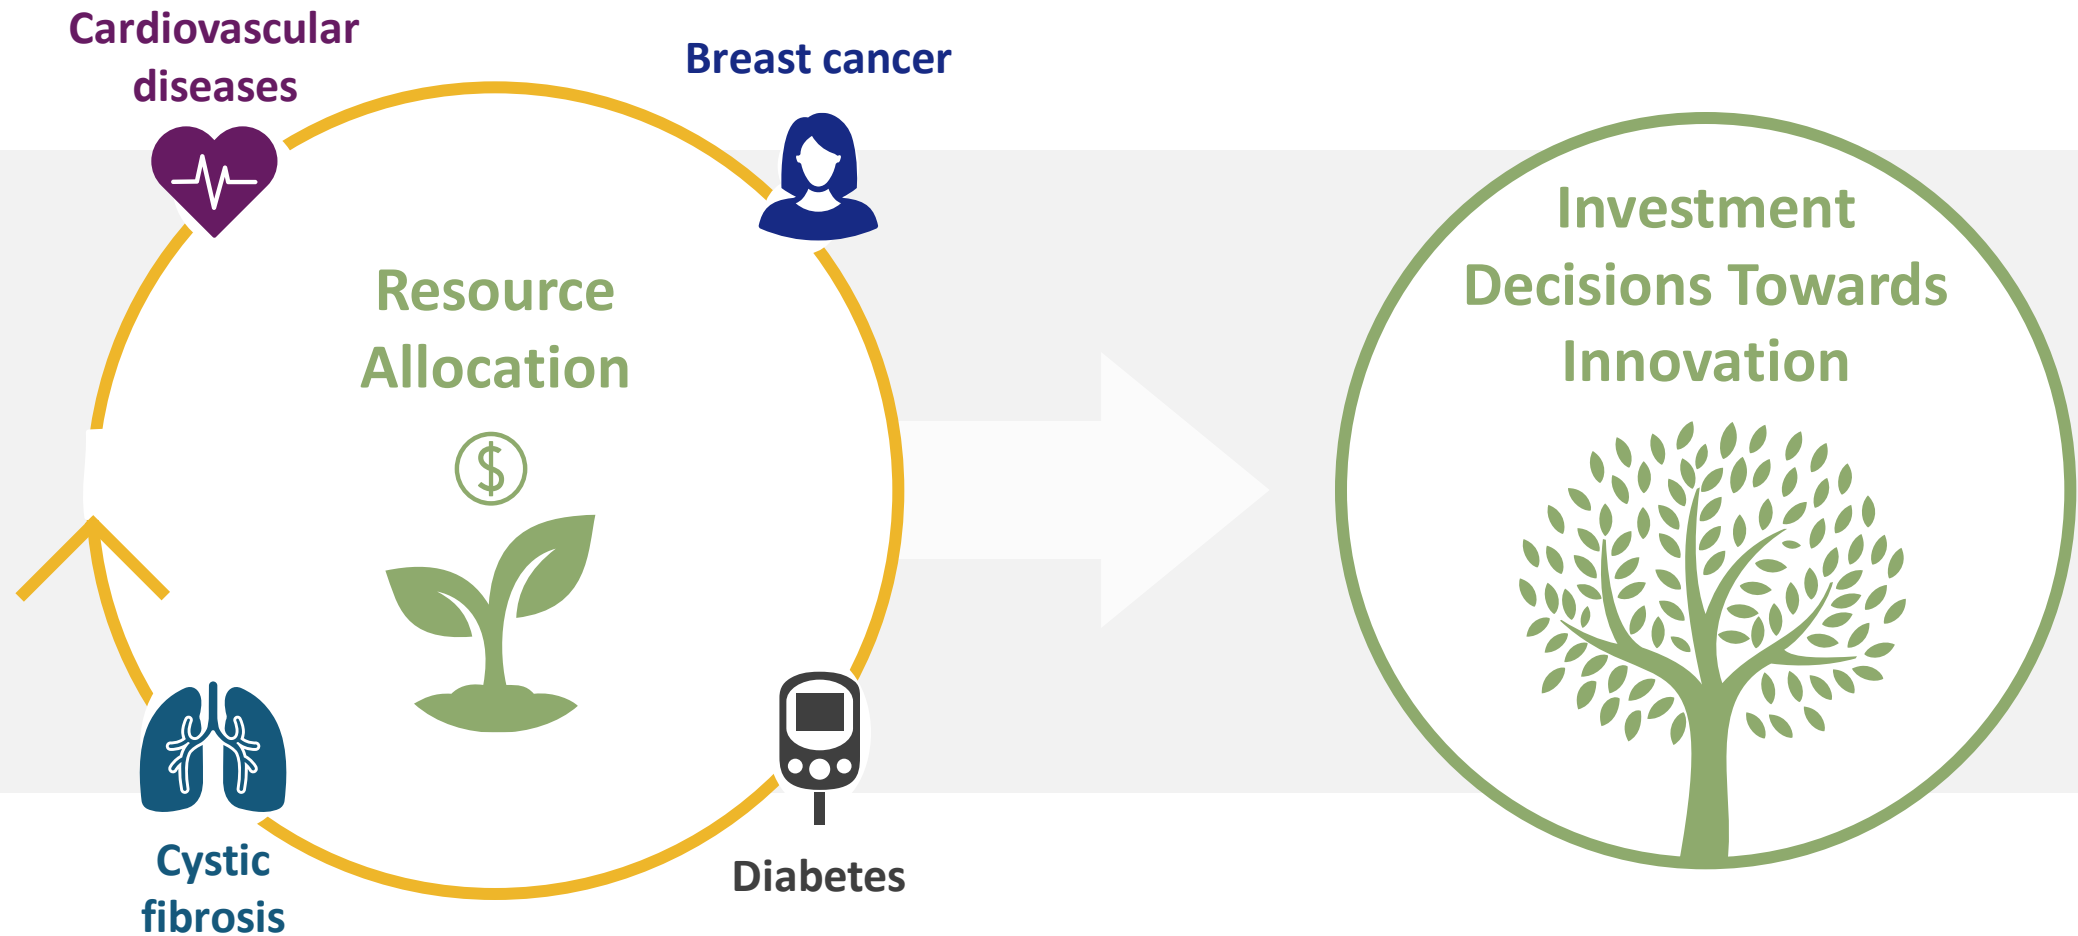 Cardiovascular
diseases
Breast cancer
Resource
Allocation
$
Cystic
fibrosis
Diabetes
Investment
Decisions Towards
Innovation